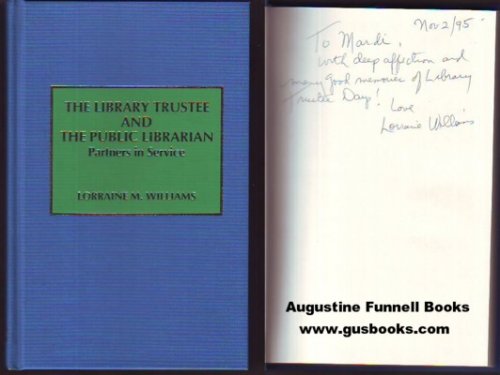 THE LIBRARY TRUSTEE
AND
THE PUBLIC LIBRARIAN
Partners in Service
LORRAINE M. WILLIAMS
Nov 2/95
To Mardi,
with deep affection and
many good memories of Library
Trustee Day!
Love
Lorraine Williams
Augustine Funnell Books
www.gusbooks.com